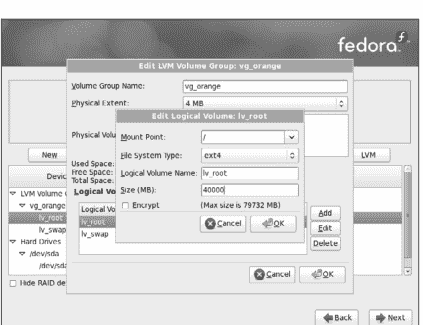 fedora
Edit LVM Volume Group: vg_orange
Volume Group Name: vg_orange
Physical Extent: 4 MB
Edit Logical Volume: lv_root
Physical Volu
Mount Point: /
File System Type: ext4
Logical Volume Name: lv_root
Size (MB): 40000
Encrypt (Max size is 79732 MB)
Cancel OK
New
LVM
Devic
Used Space:
Free Space:
Total Space:
Logical Vo
Logical Vo
lv_root
lv_swap
Add
Edit
Delete
LVM Volume
vg_orange
lv_root
lv_swap
Hard Drives
/dev/sda
/dev/sda
Hide RAID de
Cancel OK
Back Next